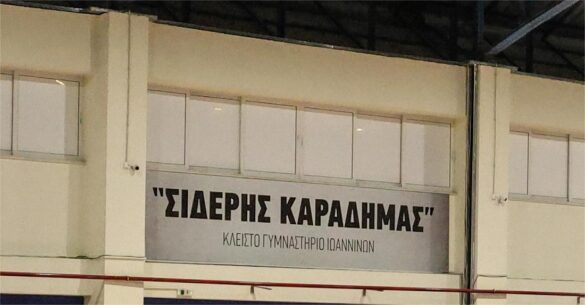 "ΣΙΔΕΡΗΣ ΚΑΡΑΔΗΜΑΣ"
ΚΛΕΙΣΤΟ ΓΥΜΝΑΣΤΗΡΙΟ ΙΩΑΝΝΙΝΩΝ